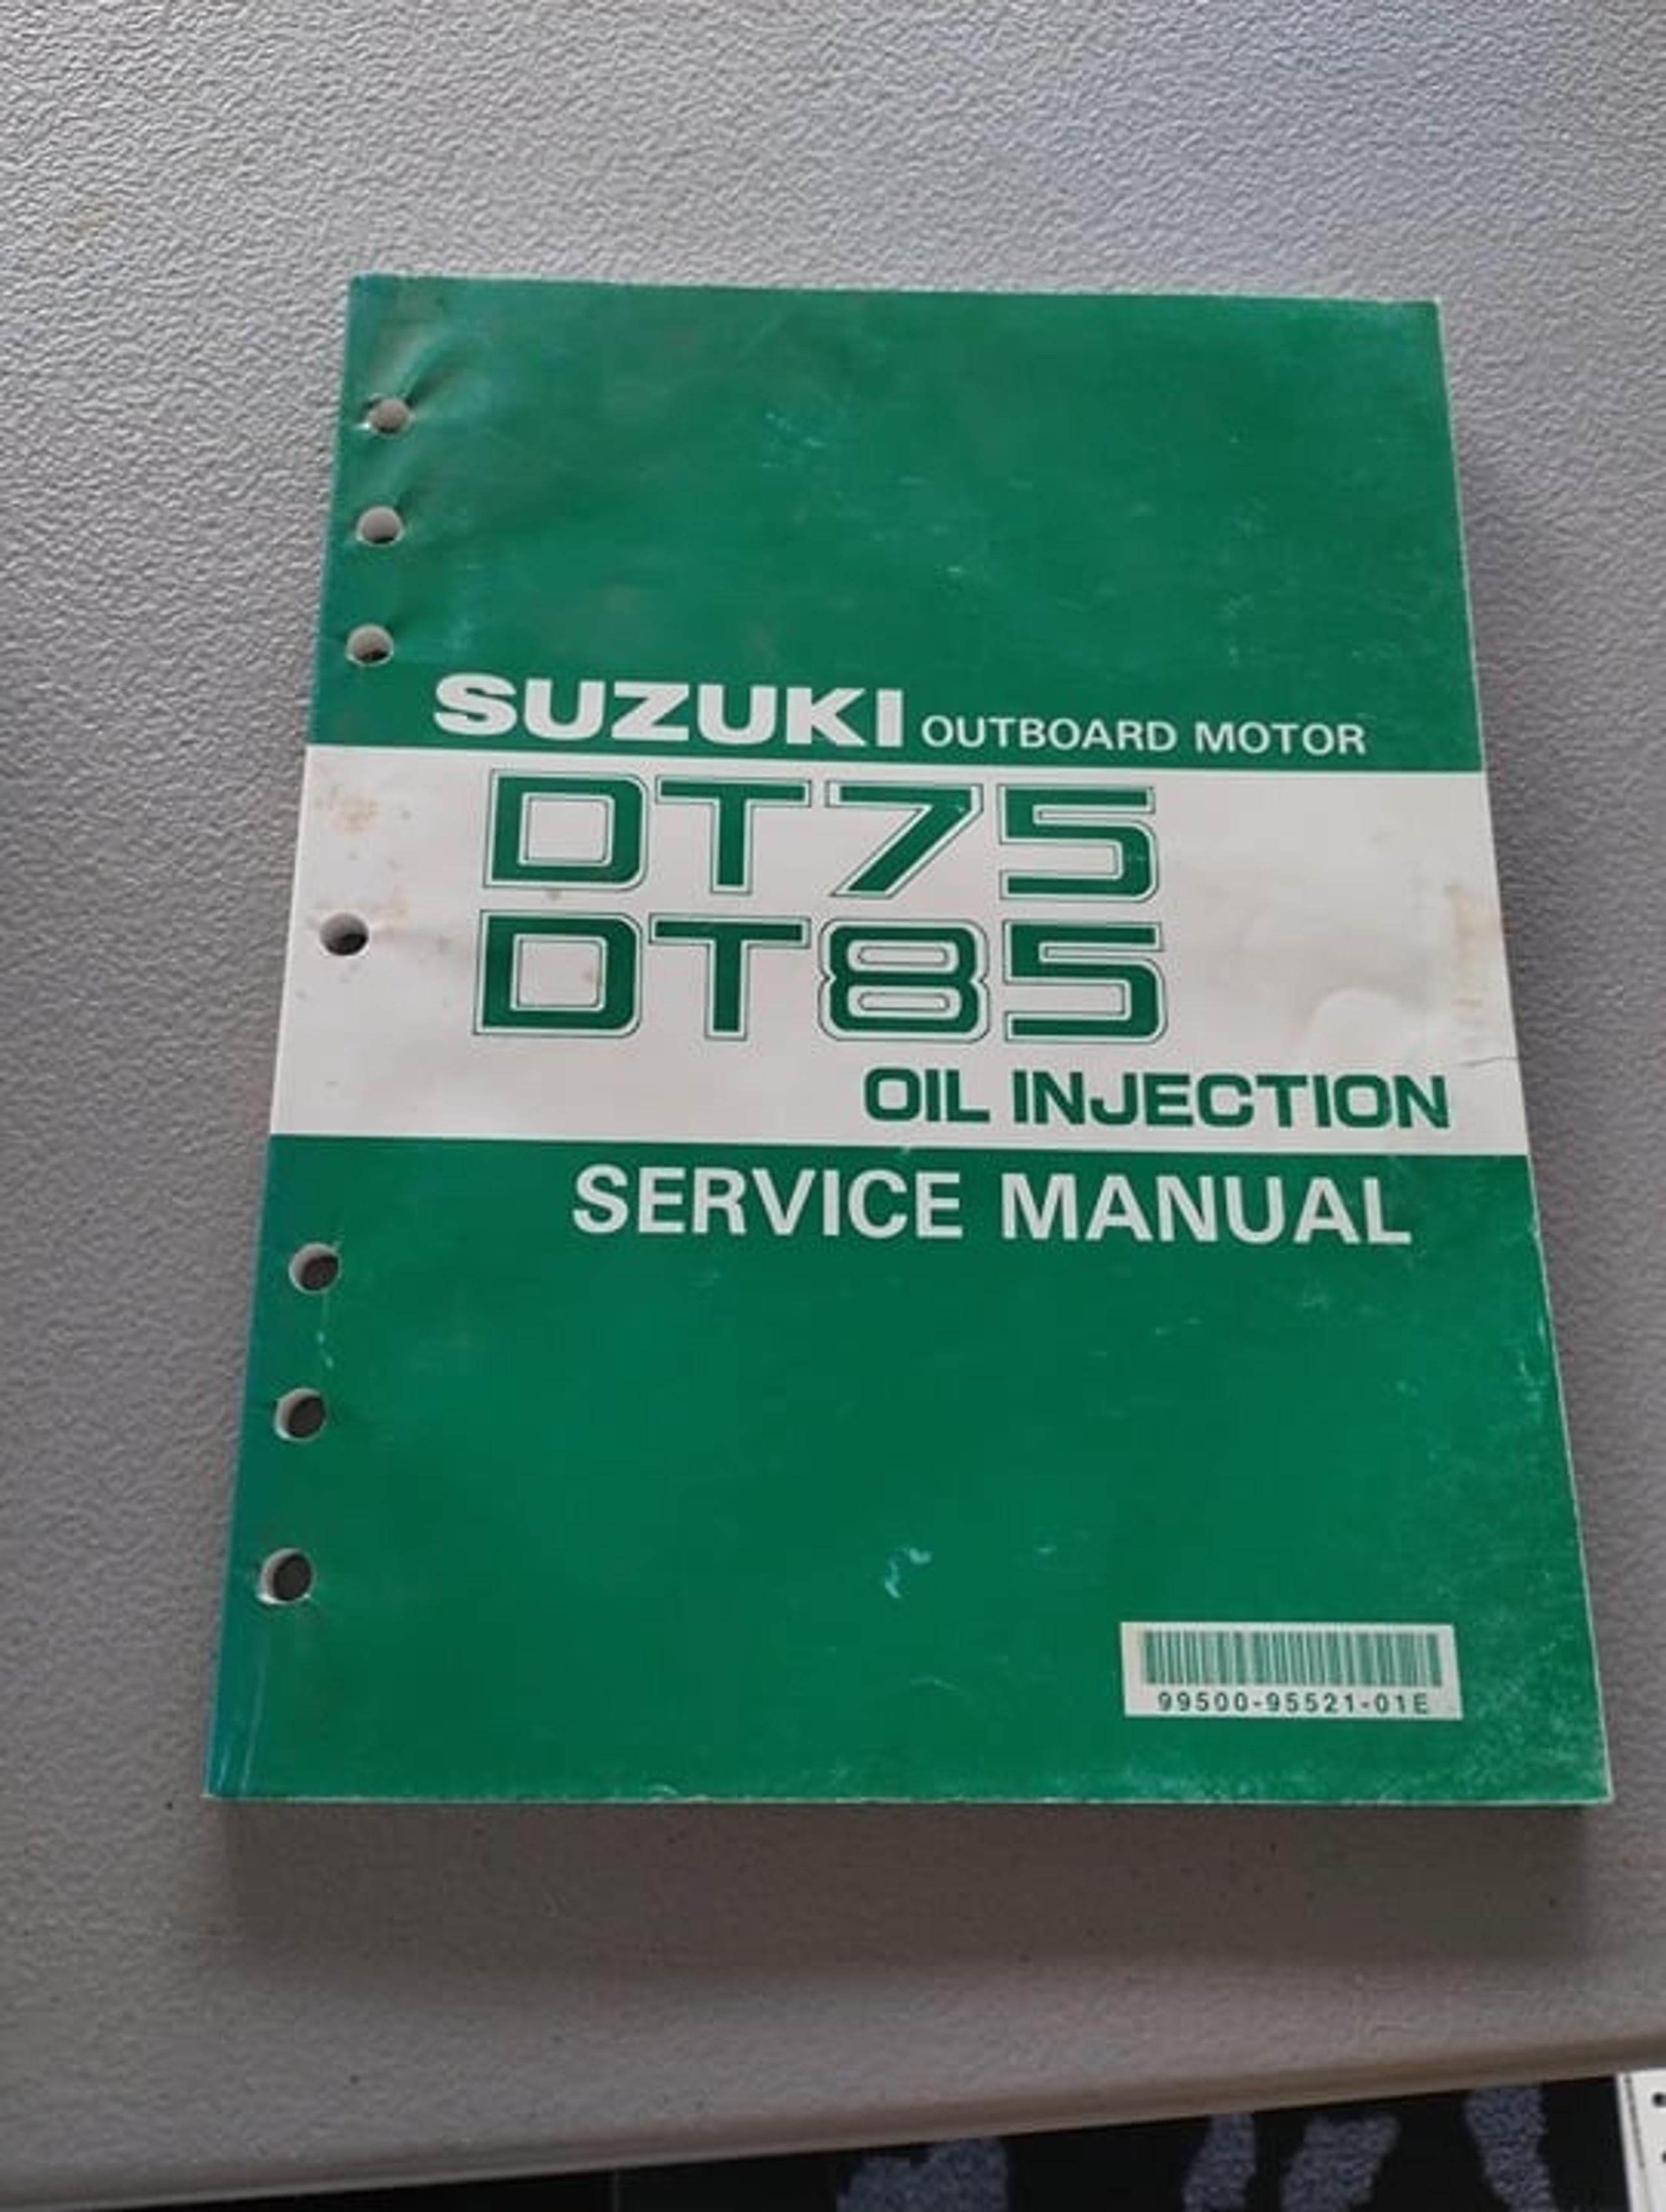 SUZUKI OUTBOARD MOTOR
DT75
DT85
OIL INJECTION
SERVICE MANUAL
99500-95521-01E